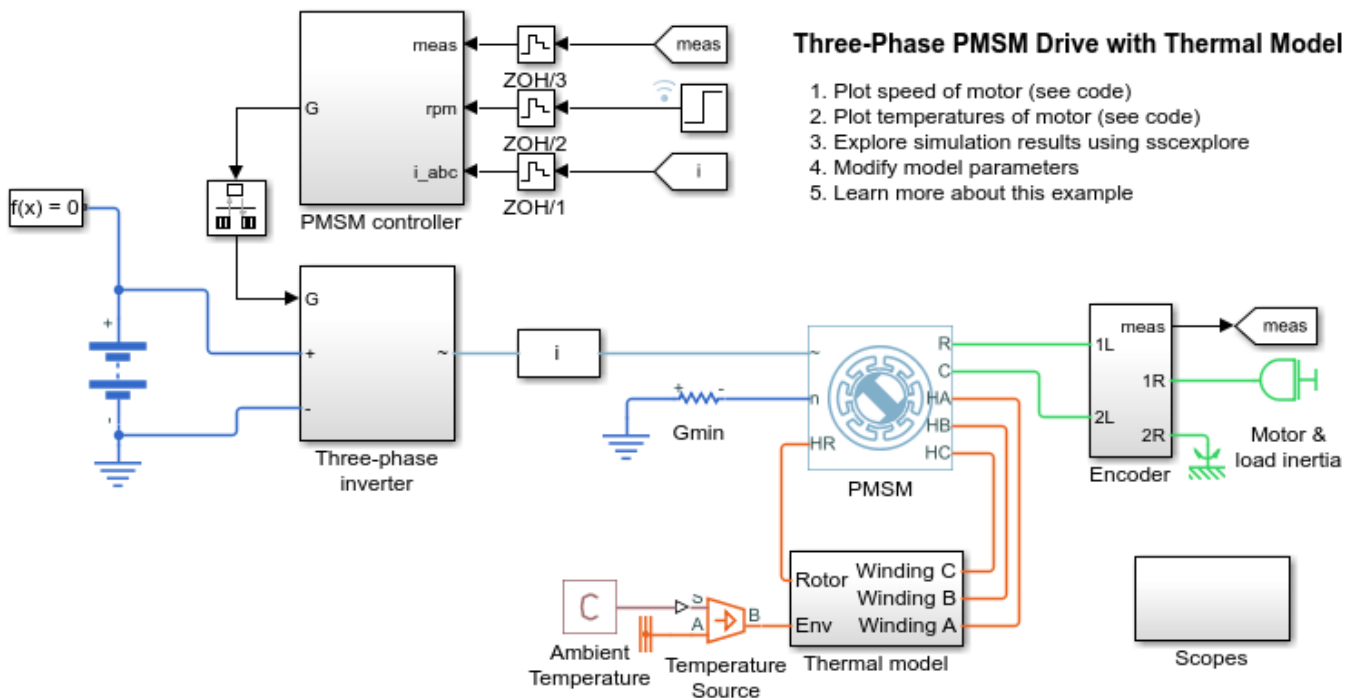 Three-Phase PMSM Drive with Thermal Model
1. Plot speed of motor (see code)
2. Plot temperatures of motor (see code)
3. Explore simulation results using sscexplore
4. Modify model parameters
5. Learn more about this example
meas
ZOH/3
meas
G
rpm
ZOH/2
i_abc
ZOH/1
i
PMSM controller
f(x) = 0
G
+
-
~
Three-phase
inverter
+
-
i
+
-
Gmin
~
n
HR
R
C
HA
HB
HC
PMSM
1L
2L
meas
1R
2R
Encoder
meas
Motor &
load inertia
C
Ambient
Temperature
S
A
B
Temperature
Source
Rotor
Env
Winding C
Winding B
Winding A
Thermal model
Scopes